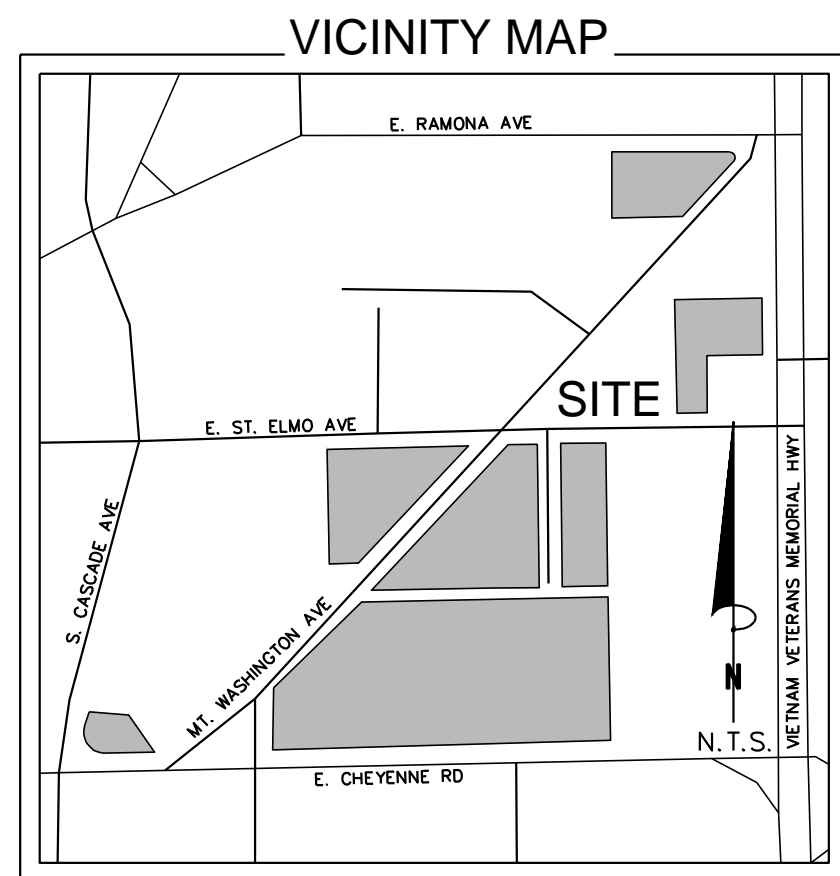 VICINITY MAP
E. RAMONA AVE
SITE
E. ST. ELMO AVE
VIETNAM VETERANS MEMORIAL HWY
S. CASCADE AVE
MT. WASHINGTON AVE
N
N.T.S.
E. CHEYENNE RD